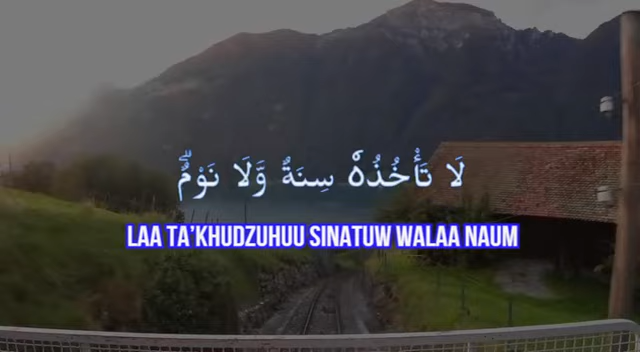 لَا تَأْخُذُهٗ سِنَةٌ وَّلَا نَوْمٌۗ
LAA TA'KHUDZUHUU SINATUW WALAA NAUM